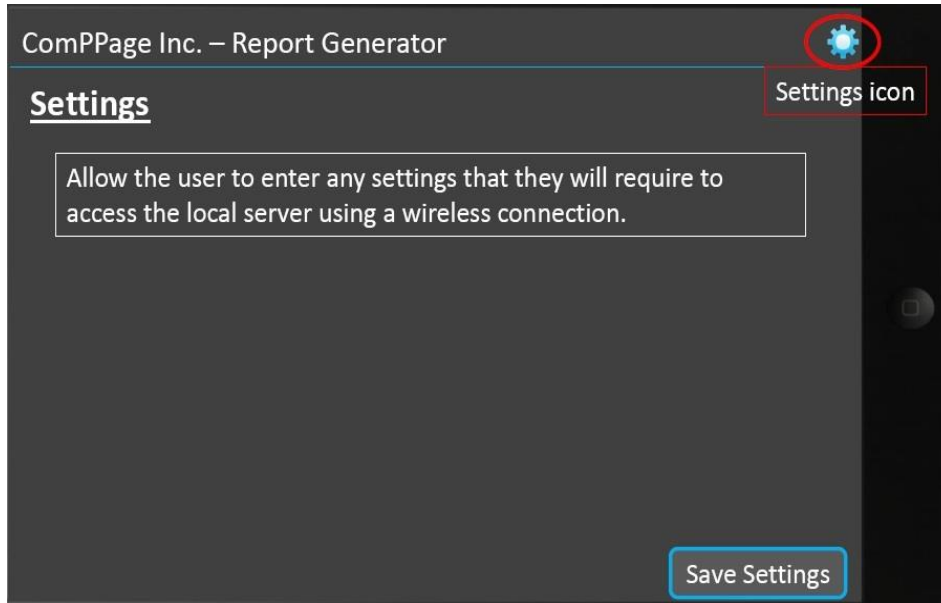 ComPPage Inc. – Report Generator
Settings icon
Settings
Allow the user to enter any settings that they will require to
access the local server using a wireless connection.
Save Settings